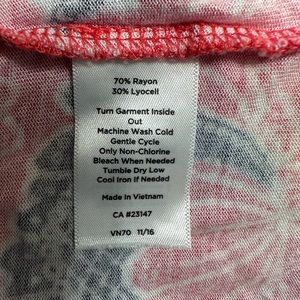 70% Rayon
30% Lyocell
Turn Garment Inside
Out
Machine Wash Cold
Gentle Cycle
Only Non-Chlorine
Bleach When Needed
Tumble Dry Low
Cool Iron If Needed
Made In Vietnam
CA #23147
VN70 11/16